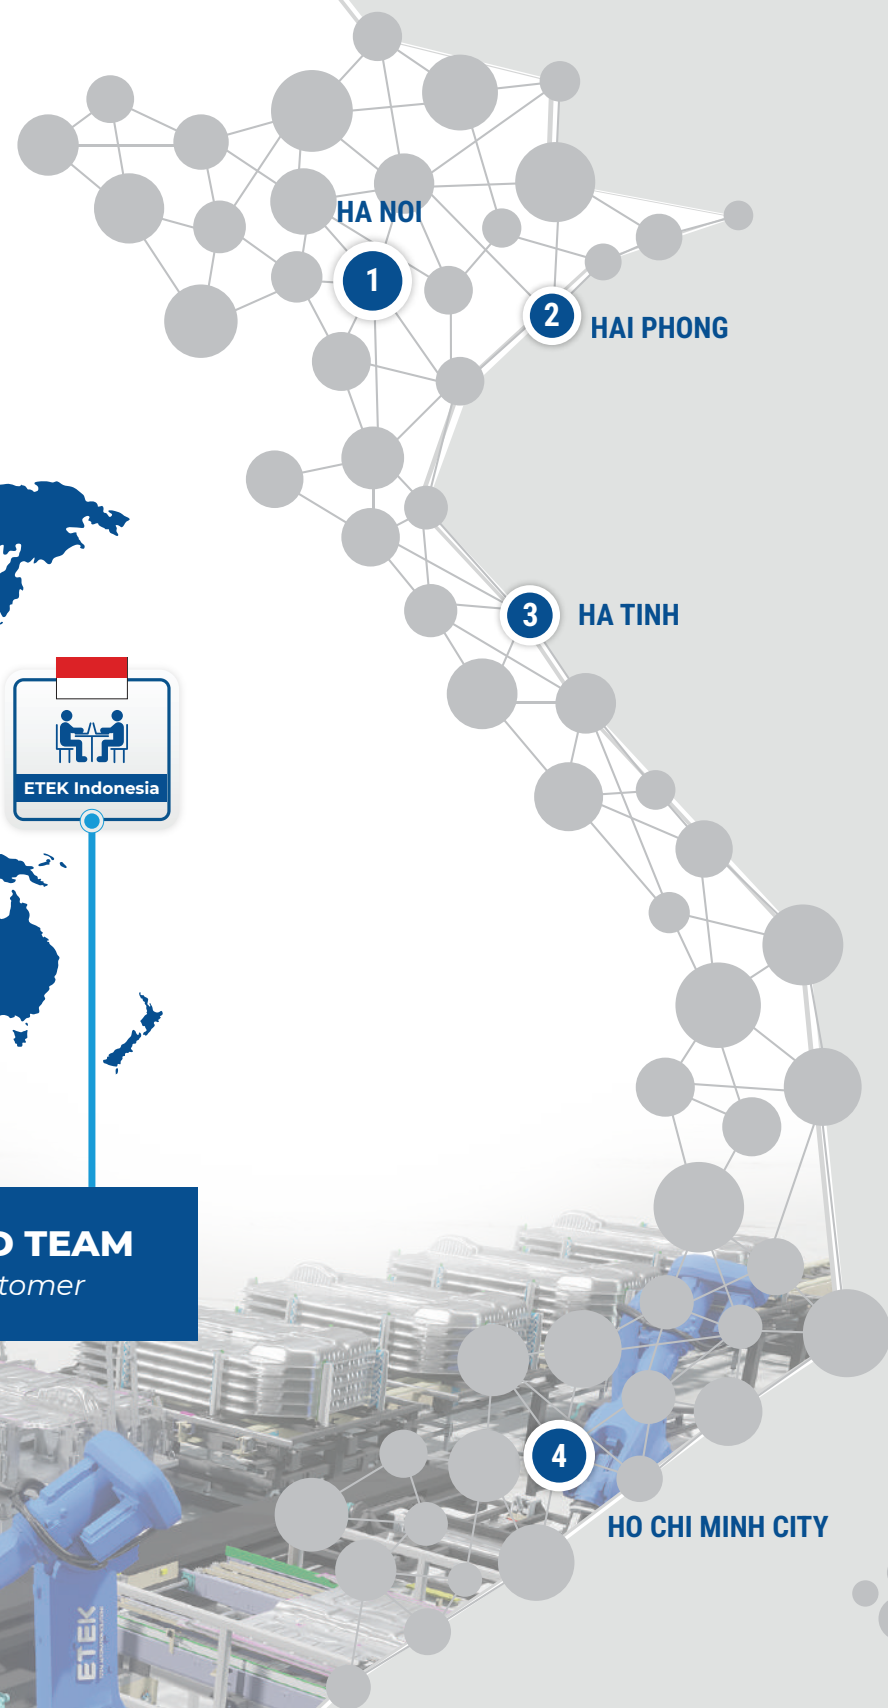 HA NOI
1
2
HAI PHONG
3
HA TINH
ETEK Indonesia
D TEAM
tomer
4
HO CHI MINH CITY
ETEK